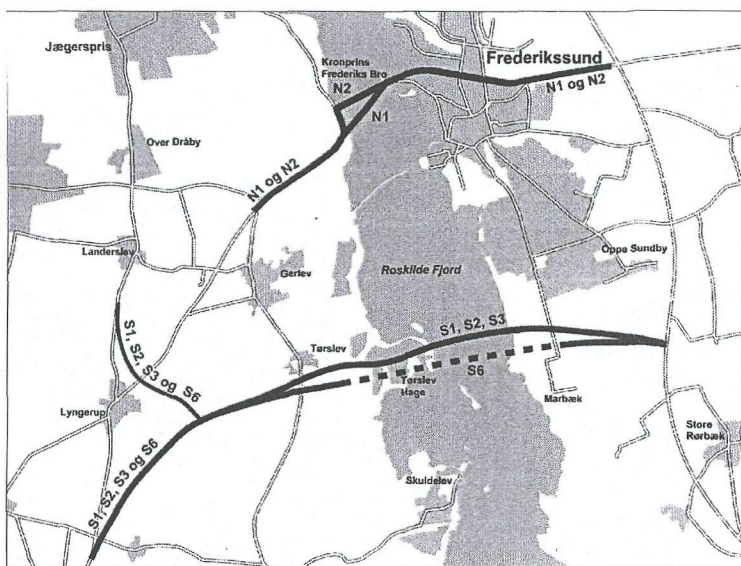 Jægerspris
Kronprins
Frederiks Bro
Frederikssund
N2
N1
N1 og N2
Over Dråby
N1 og N2
Landerslev
Gerlev
Roskilde Fjord
Oppe Sundby
S1, S2, S3 og S6
Tørslev
S1, S2, S3
S6
Tørslev
Hage
Marbæk
Lyngerup
S1, S2, S3 og S6
Store
Rørbæk
Skuldelev